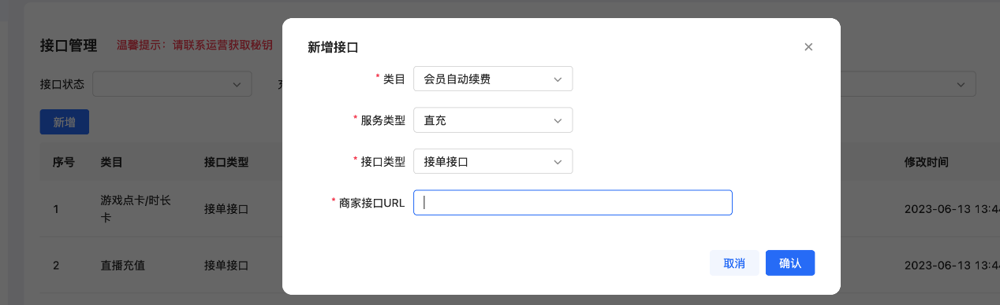 接口管理 温馨提示：请联系运营获取秘钥
接口状态
新增
序号 类目 接口类型 修改时间
1 游戏点卡/时长卡 接单接口 2023-06-13 13:44
2 直播充值 接单接口 2023-06-13 13:44
新增接口
* 类目 会员自动续费
* 服务类型 直充
* 接口类型 接单接口
* 商家接口URL
取消 确认